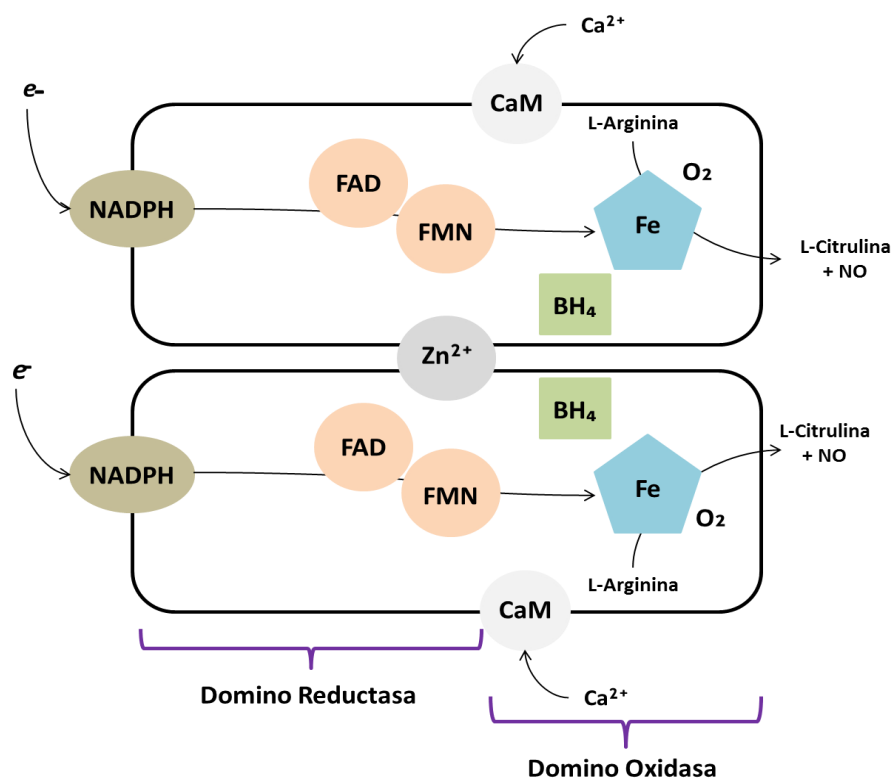 Ca²⁺
e-
CaM
L-Arginina
O₂
FAD
NADPH
FMN
Fe
L-Citrulina
+ NO
BH₄
Zn²⁺
e-
BH₄
L-Citrulina
+ NO
FAD
NADPH
FMN
Fe
O₂
L-Arginina
CaM
Domino Reductasa
Ca²⁺
Domino Oxidasa